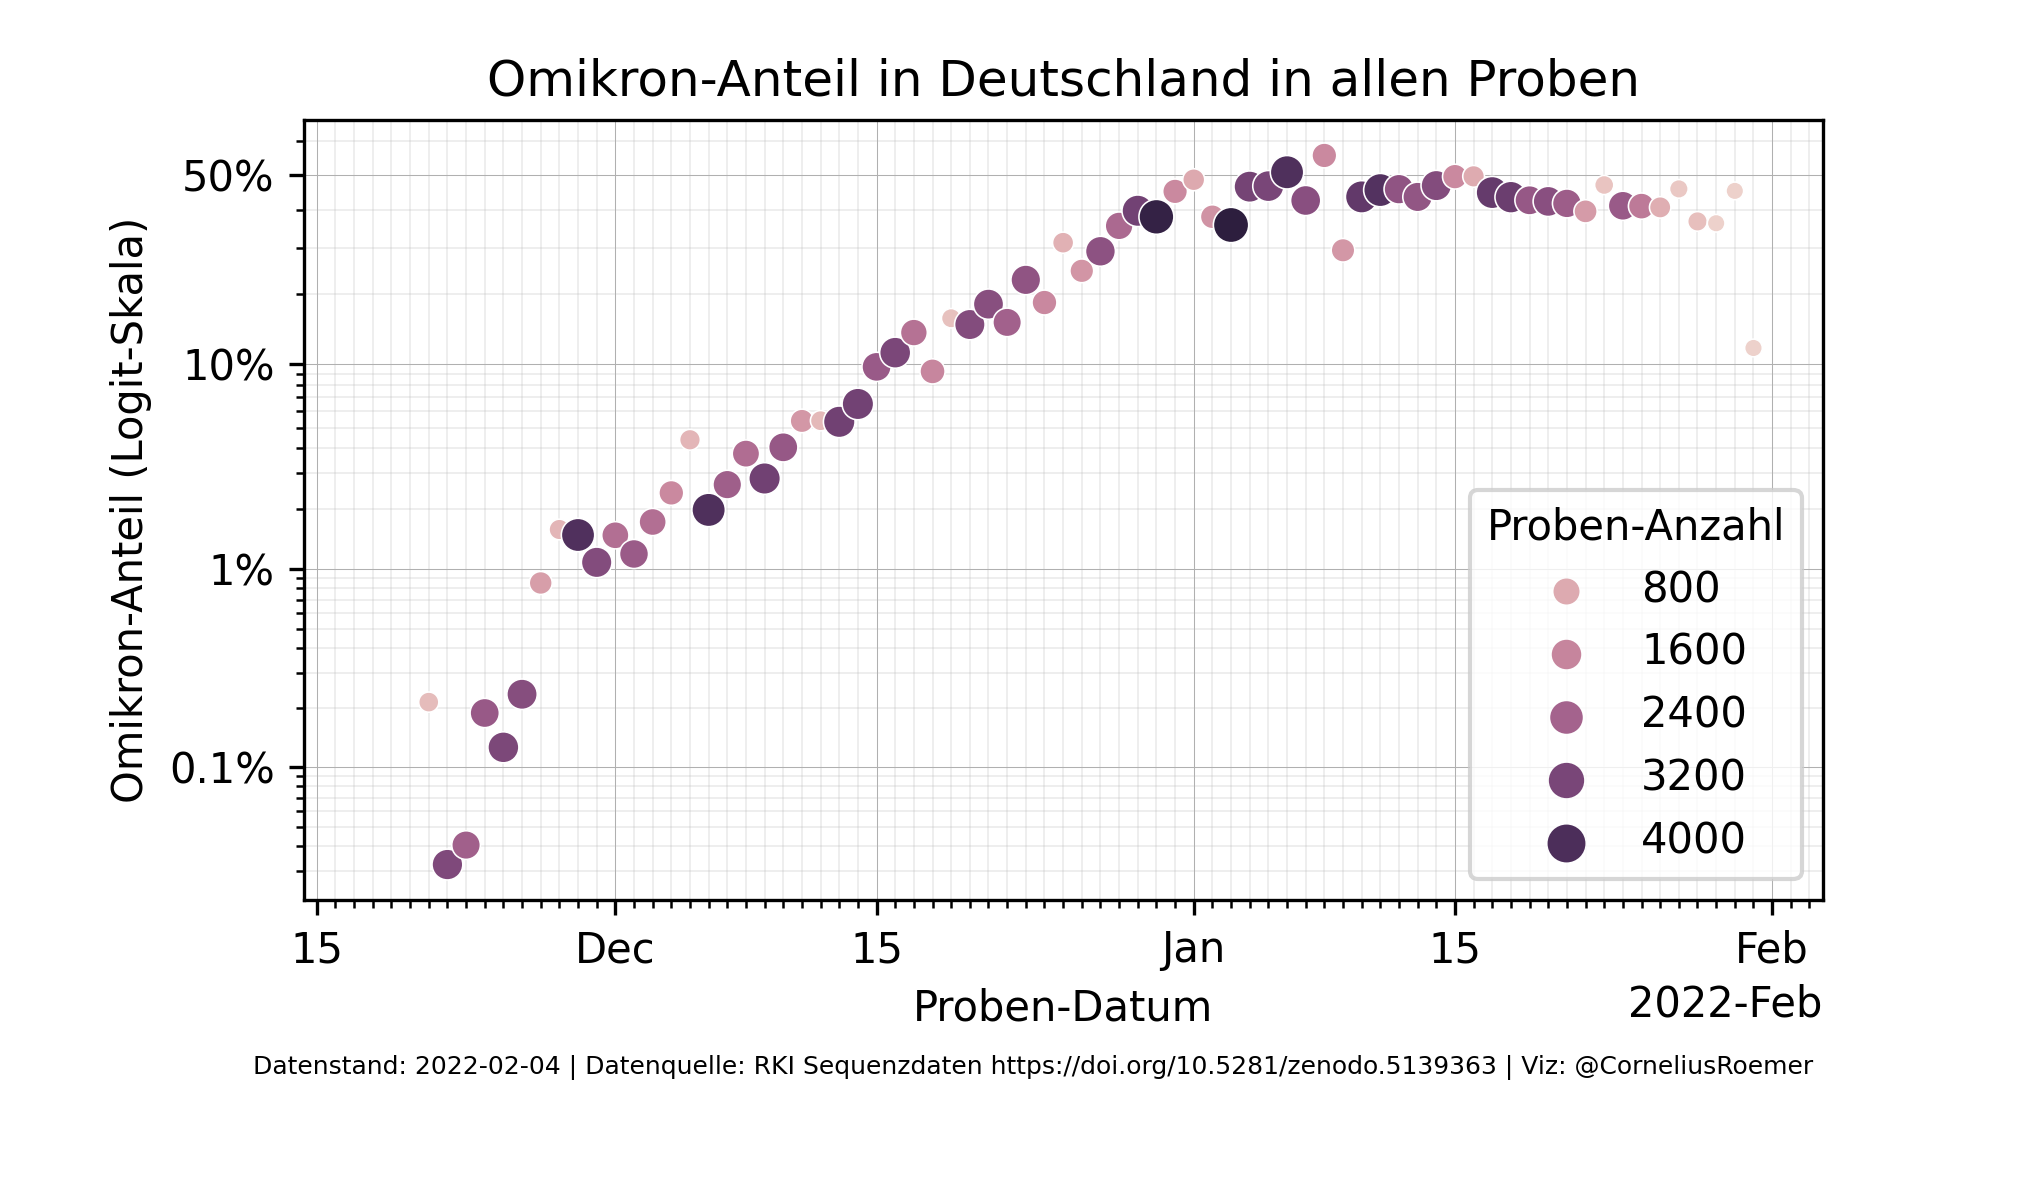 Omikron-Anteil in Deutschland in allen Proben
Omikron-Anteil (Logit-Skala)
50%
10%
1%
0.1%
Proben-Anzahl
800
1600
2400
3200
4000
15 Dec 15 Jan 15 Feb
Proben-Datum
2022-Feb
Datenstand: 2022-02-04 | Datenquelle: RKI Sequenzdaten https://doi.org/10.5281/zenodo.5139363 | Viz: @CorneliusRoemer